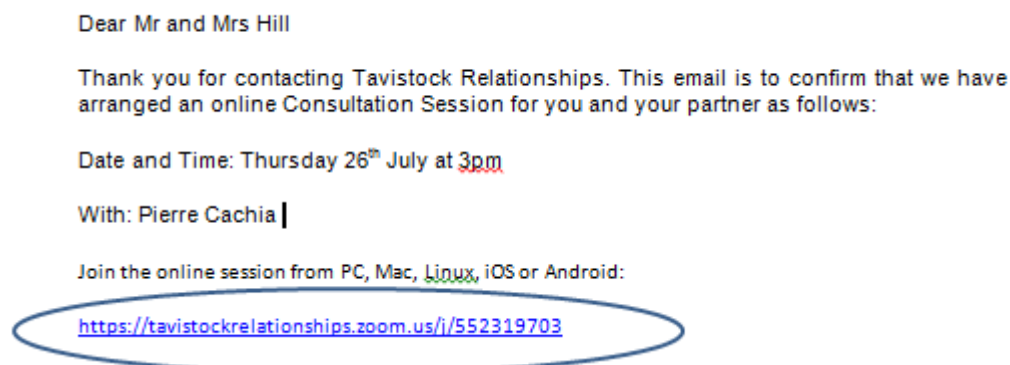 Dear Mr and Mrs Hill
Thank you for contacting Tavistock Relationships. This email is to confirm that we have
arranged an online Consultation Session for you and your partner as follows:
Date and Time: Thursday 26th July at 3pm
With: Pierre Cachia
Join the online session from PC, Mac, Linux, iOS or Android:
https://tavistockrelationships.zoom.us/j/552319703